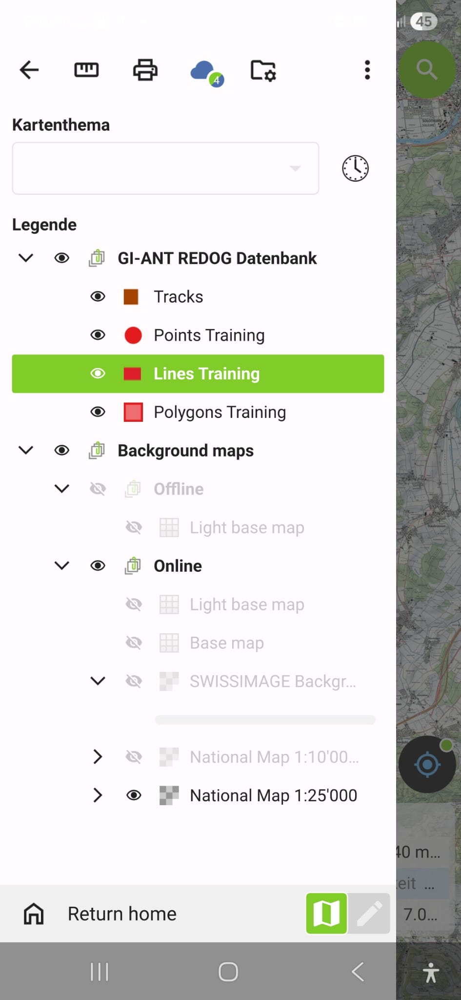 45
4
Kartenthema
SOLOTHURN
SOLEURE
Legende
GI-ANT REDOG Datenbank
Tracks
Points Training
Lines Training
Polygons Training
Background maps
Offline
Light base map
Online
Light base map
Base map
SWISSIMAGE Backgr...
National Map 1:10'00...
National Map 1:25'000
40 m...
eit ...
7.0...
Return home